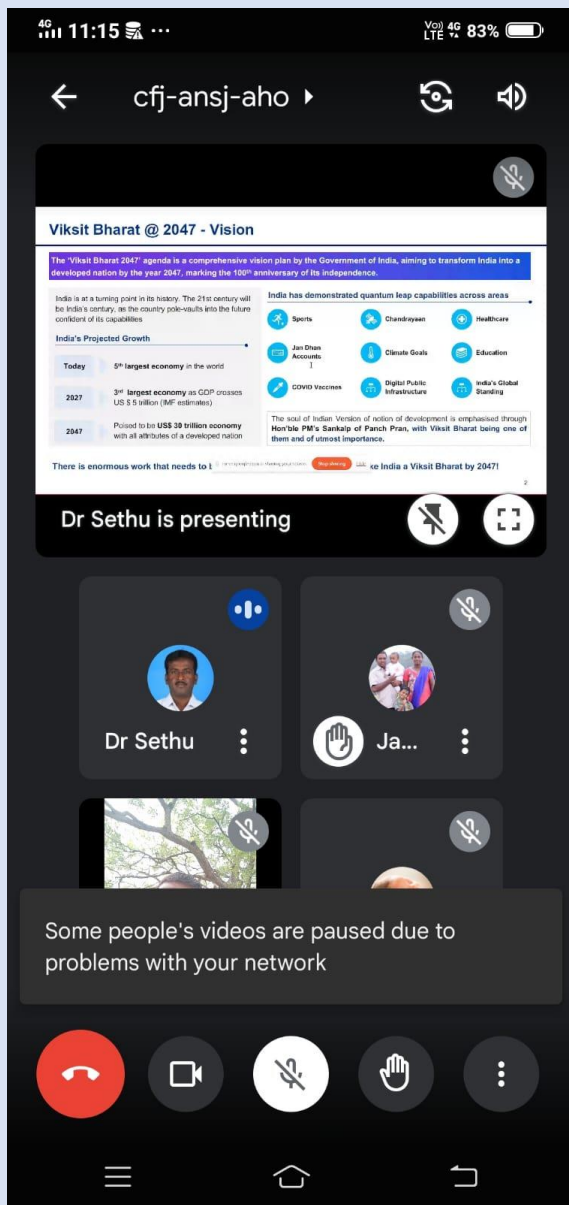 4G 11:15 ...
Vo)) LTE 4G 83%
cfj-ansj-aho
Viksit Bharat @ 2047 - Vision
The 'Viksit Bharat 2047' agenda is a comprehensive vision plan by the Government of India, aiming to transform India into a
developed nation by the year 2047, marking the 100th anniversary of its independence.
India is at a turning point in its history. The 21st century will
be India's century, as the country pole-vaults into the future
confident of its capabilities
India's Projected Growth
Today 5th largest economy in the world
2027 3rd largest economy as GDP crosses
US $ 5 trillion (IMF estimates)
2047 Poised to be US$ 30 trillion economy
with all attributes of a developed nation
India has demonstrated quantum leap capabilities across areas
Sports Chandrayaan Healthcare
Jan Dhan
Accounts
Climate Goals Education
COVID Vaccines
Digital Public
Infrastructure
India's Global
Standing
The soul of Indian Version of notion of development is emphasised through
Hon'ble PM's Sankalp of Panch Pran, with Viksit Bharat being one of
them and of utmost importance.
There is enormous work that needs to
Stop sharing
ke India a Viksit Bharat by 2047!
2
Dr Sethu is presenting
Dr Sethu
Ja...
Some people's videos are paused due to
problems with your network